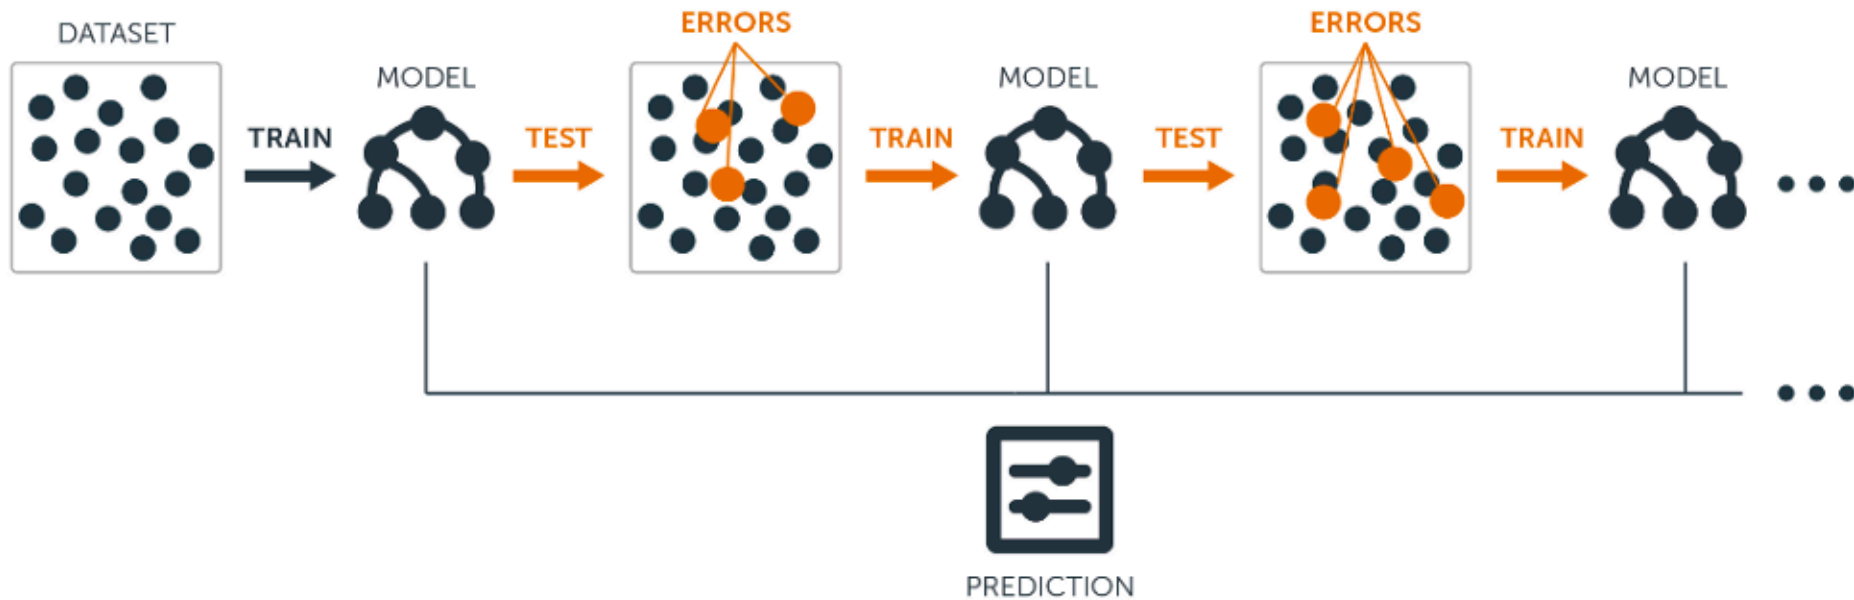 DATASET
TRAIN
MODEL
TEST
ERRORS
TRAIN
MODEL
TEST
ERRORS
TRAIN
MODEL
PREDICTION